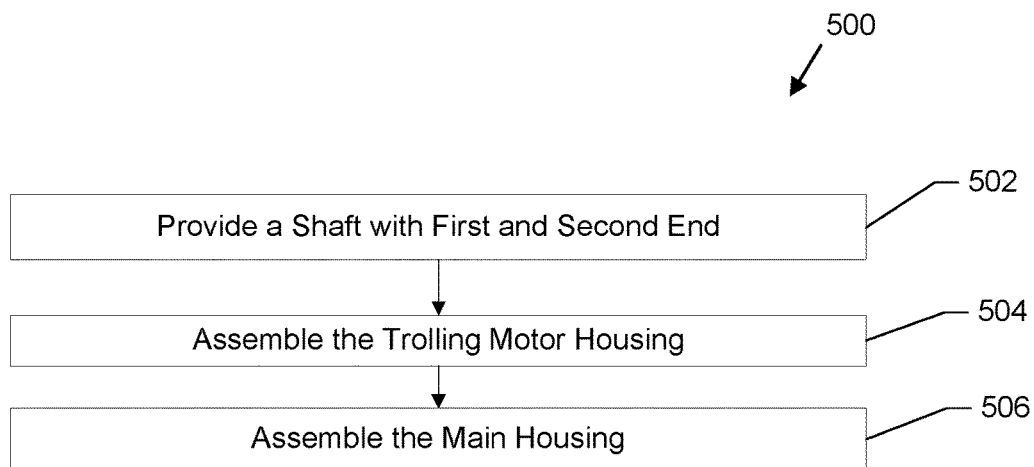 500
502
Provide a Shaft with First and Second End
504
Assemble the Trolling Motor Housing
506
Assemble the Main Housing